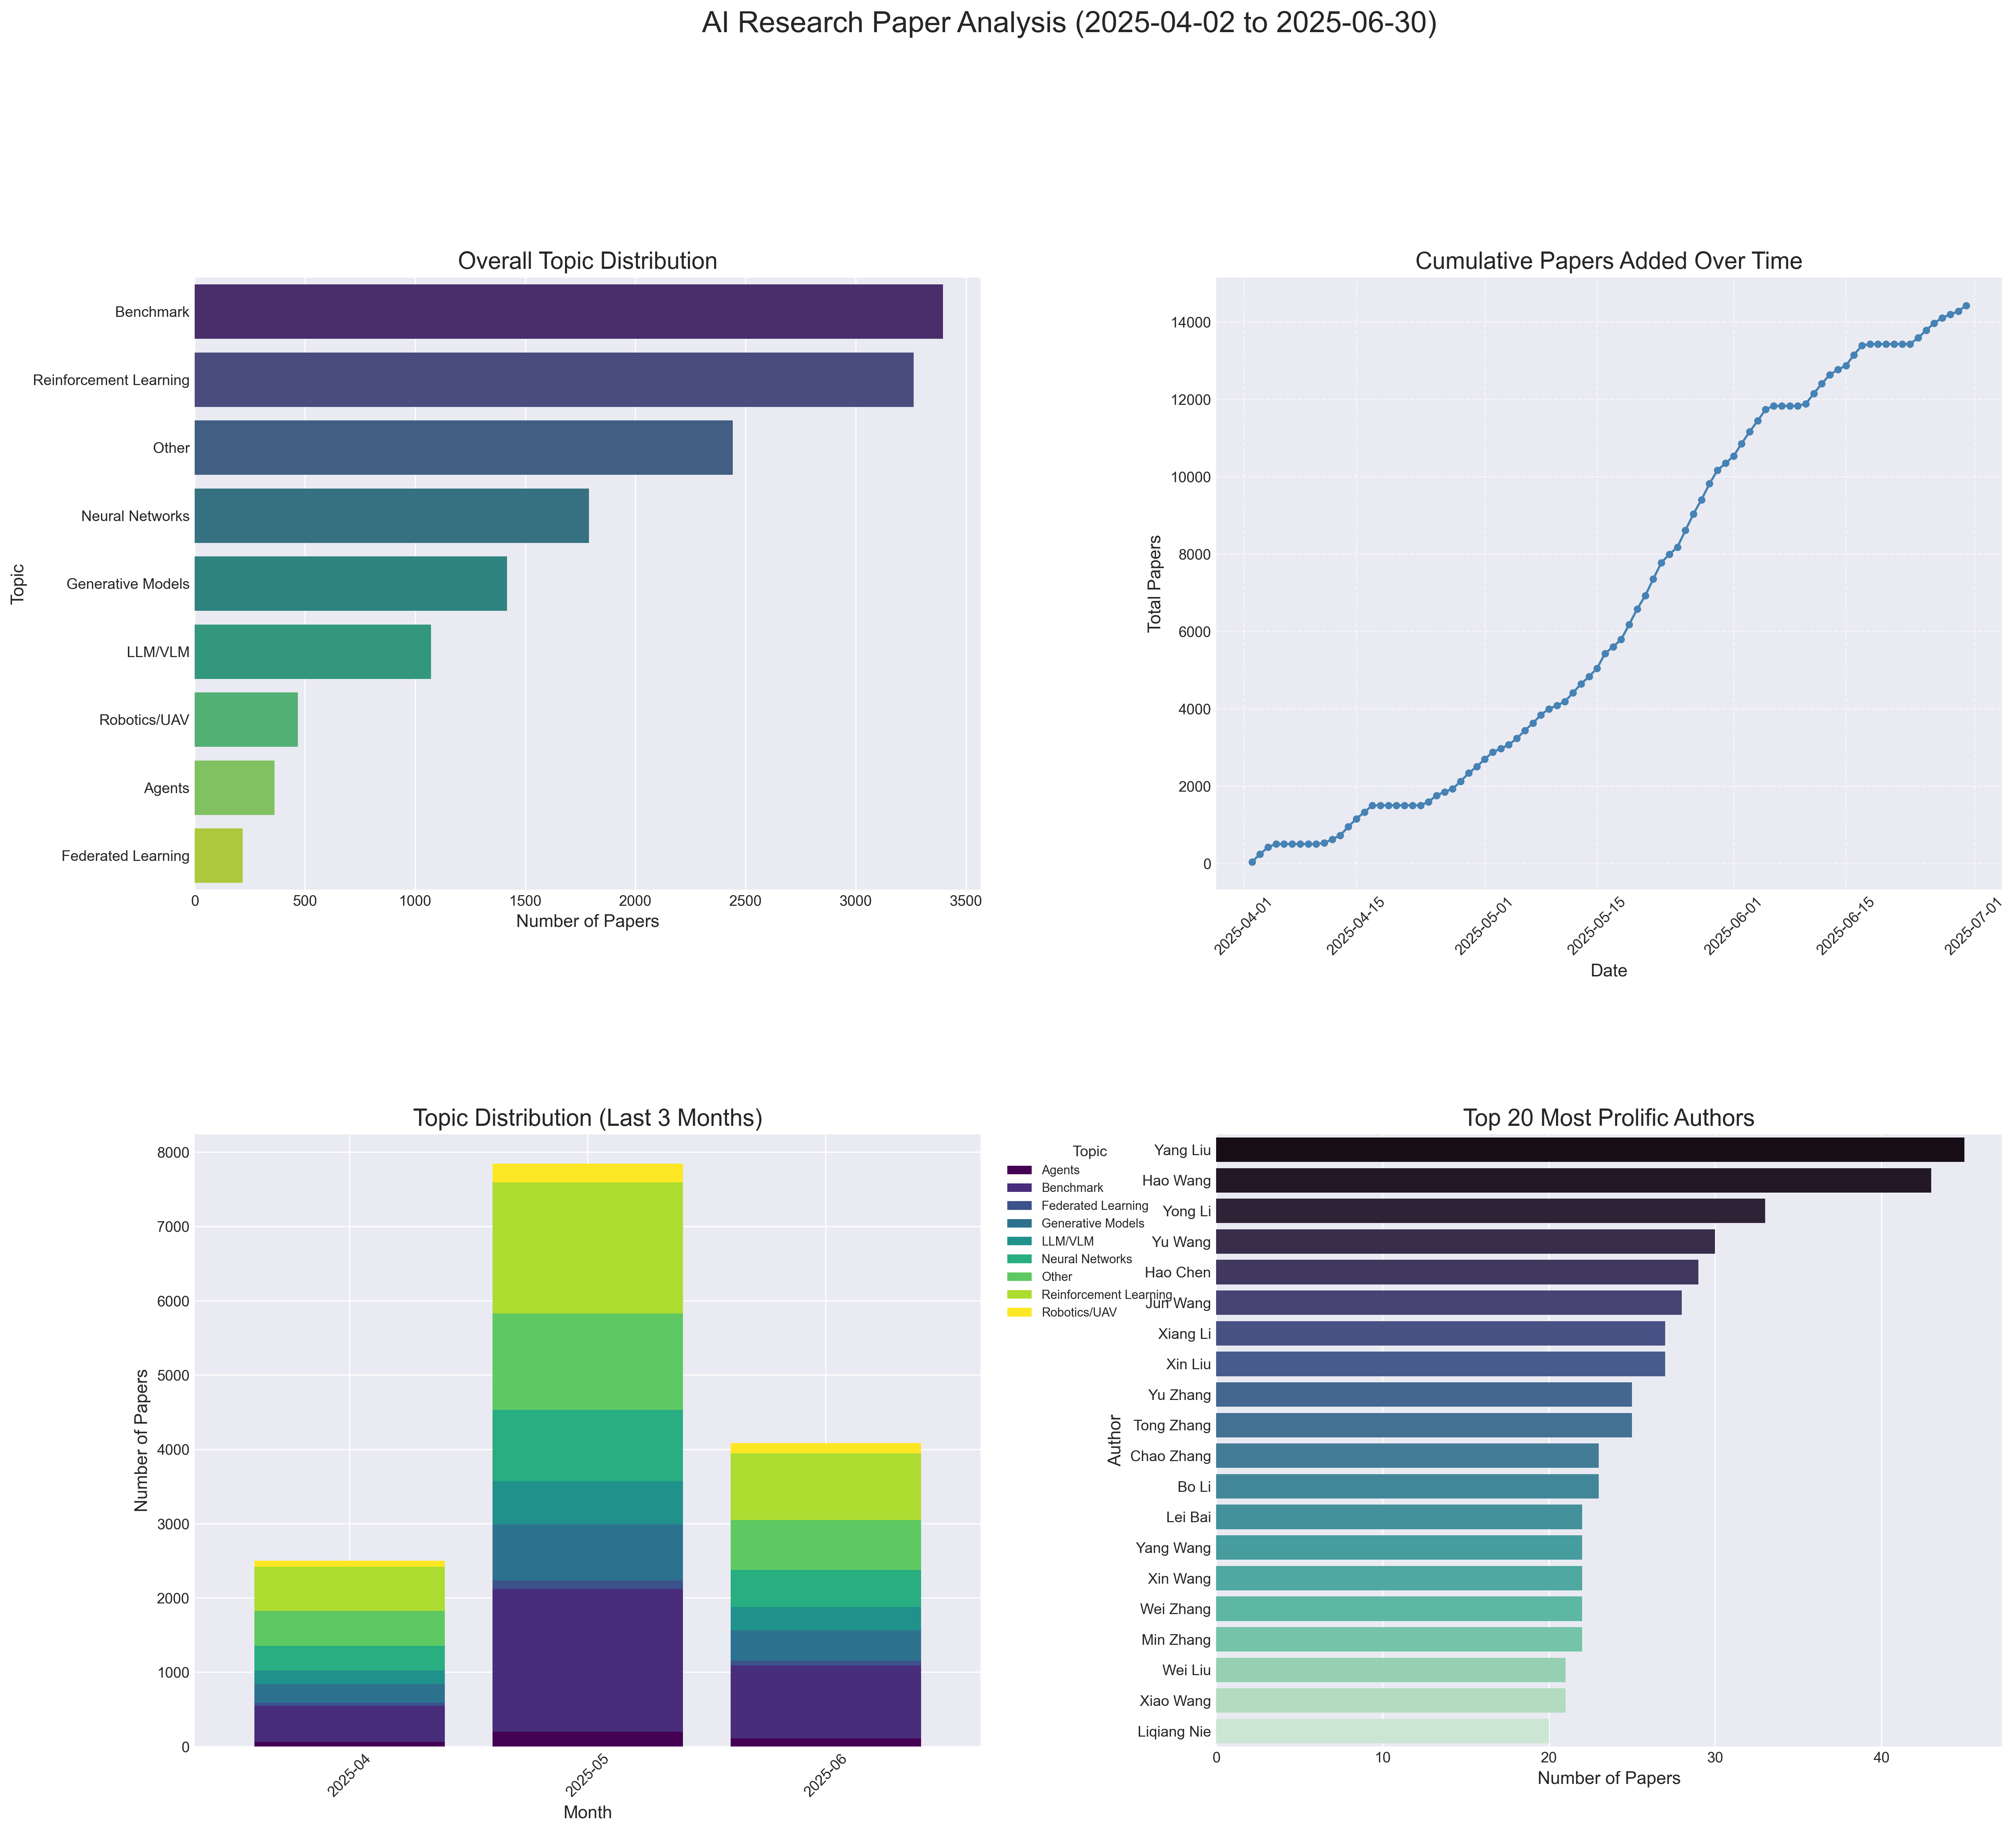 AI Research Paper Analysis (2025-04-02 to 2025-06-30)
Overall Topic Distribution
Topic
Benchmark
Reinforcement Learning
Other
Neural Networks
Generative Models
LLM/VLM
Robotics/UAV
Agents
Federated Learning
0 500 1000 1500 2000 2500 3000 3500
Number of Papers
Cumulative Papers Added Over Time
Total Papers
14000
12000
10000
8000
6000
4000
2000
0
2025-04-01 2025-04-15 2025-05-01 2025-05-15 2025-06-01 2025-06-15 2025-07-01
Date
Topic Distribution (Last 3 Months)
Number of Papers
8000
7000
6000
5000
4000
3000
2000
1000
0
2025-04 2025-05 2025-06
Month
Topic
Agents
Benchmark
Federated Learning
Generative Models
LLM/VLM
Neural Networks
Other
Reinforcement Learning
Robotics/UAV
Top 20 Most Prolific Authors
Author
Yang Liu
Hao Wang
Yong Li
Yu Wang
Hao Chen
Jun Wang
Xiang Li
Xin Liu
Yu Zhang
Tong Zhang
Chao Zhang
Bo Li
Lei Bai
Yang Wang
Xin Wang
Wei Zhang
Min Zhang
Wei Liu
Xiao Wang
Liqiang Nie
0 10 20 30 40
Number of Papers